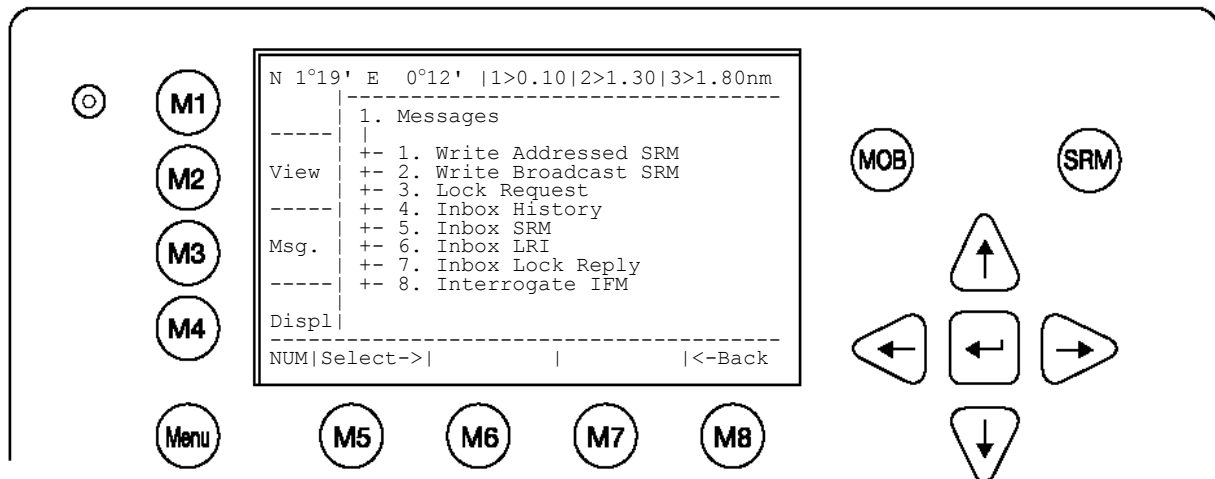 N 1°19' E 0°12' |1>0.10|2>1.30|3>1.80nm
1. Messages
+- 1. Write Addressed SRM
+- 2. Write Broadcast SRM
+- 3. Lock Request
+- 4. Inbox History
+- 5. Inbox SRM
+- 6. Inbox LRI
+- 7. Inbox Lock Reply
+- 8. Interrogate IFM
View
Msg.
Displ
NUM|Select->| | |<-Back
M1
M2
M3
M4
Menu
M5
M6
M7
M8
MOB
SRM